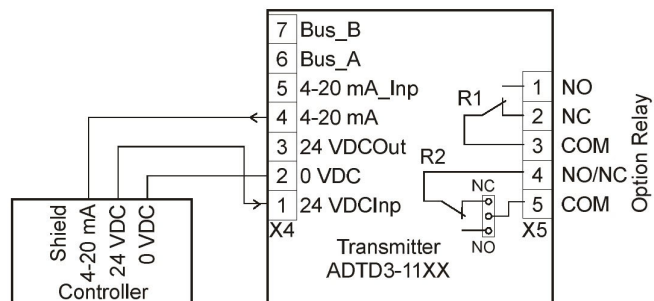 7 Bus_B
6 Bus_A
5 4-20 mA_Inp
4 4-20 mA
3 24 VDCOut
2 0 VDC
1 24 VDCInp
X4
R1
R2
NC
NO
1 NO
2 NC
3 COM
4 NO/NC
5 COM
X5
Option Relay
Transmitter
ADTD3-11XX
Shield
4-20 mA
24 VDC
0 VDC
Controller